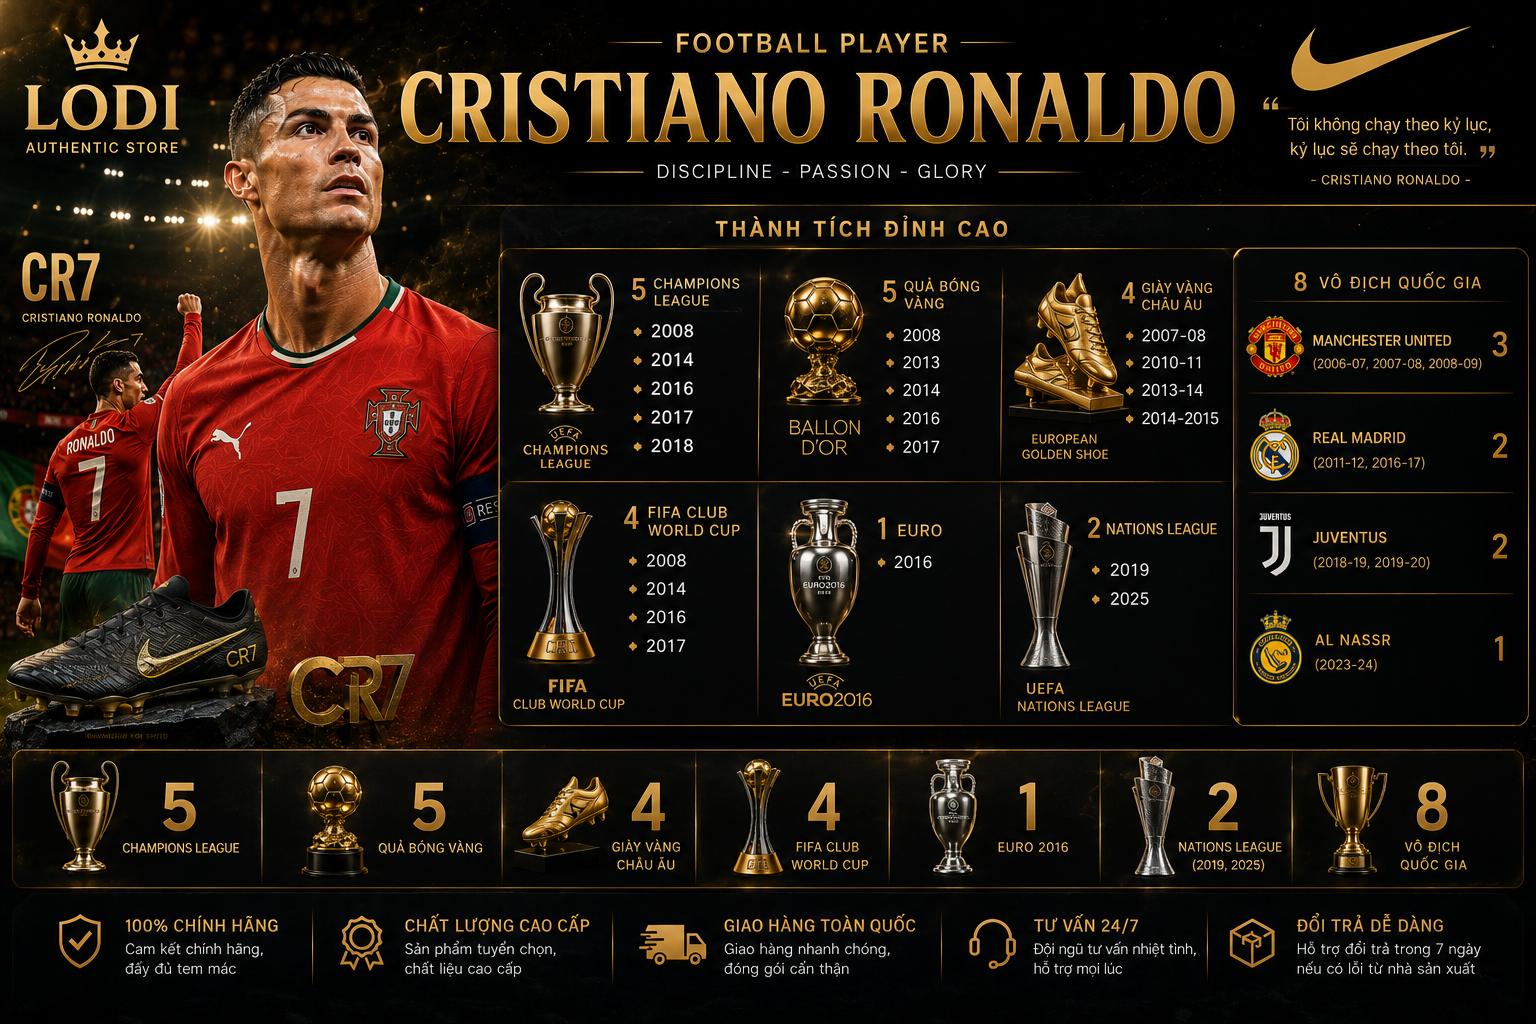 LODI
AUTHENTIC STORE
FOOTBALL PLAYER
CRISTIANO RONALDO
DISCIPLINE - PASSION - GLORY
“ Tôi không chạy theo kỷ lục,
kỷ lục sẽ chạy theo tôi. ”
- CRISTIANO RONALDO -
CR7
CRISTIANO RONALDO
RONALDO
7
7
RES
CR7
CR7
THÀNH TÍCH ĐỈNH CAO
5 CHAMPIONS
LEAGUE
2008
2014
2016
2017
2018
UEFA
CHAMPIONS
LEAGUE
5 QUẢ BÓNG
VÀNG
2008
2013
2014
2016
2017
BALLON
D'OR
4 GIÀY VÀNG
CHÂU ÂU
2007-08
2010-11
2013-14
2014-2015
EUROPEAN
GOLDEN SHOE
4 FIFA CLUB
WORLD CUP
2008
2014
2016
2017
FIFA
CLUB WORLD CUP
1 EURO
2016
EURO2016
UEFA
EURO2016
2 NATIONS LEAGUE
2019
2025
UEFA
NATIONS LEAGUE
8 VÔ ĐỊCH QUỐC GIA
MANCHESTER UNITED 3
(2006-07, 2007-08, 2008-09)
REAL MADRID 2
(2011-12, 2016-17)
JUVENTUS
JUVENTUS 2
(2018-19, 2019-20)
AL NASSR 1
(2023-24)
5
CHAMPIONS LEAGUE
5
QUẢ BÓNG VÀNG
4
GIÀY VÀNG
CHÂU ÂU
4
FIFA CLUB
WORLD CUP
1
EURO 2016
2
NATIONS LEAGUE
(2019, 2025)
8
VÔ ĐỊCH
QUỐC GIA
100% CHÍNH HÃNG
Cam kết chính hãng,
đầy đủ tem mác
CHẤT LƯỢNG CAO CẤP
Sản phẩm tuyển chọn,
chất liệu cao cấp
GIAO HÀNG TOÀN QUỐC
Giao hàng nhanh chóng,
đóng gói cẩn thận
TƯ VẤN 24/7
Đội ngũ tư vấn nhiệt tình,
hỗ trợ mọi lúc
ĐỔI TRẢ DỄ DÀNG
Hỗ trợ đổi trả trong 7 ngày
nếu có lỗi từ nhà sản xuất